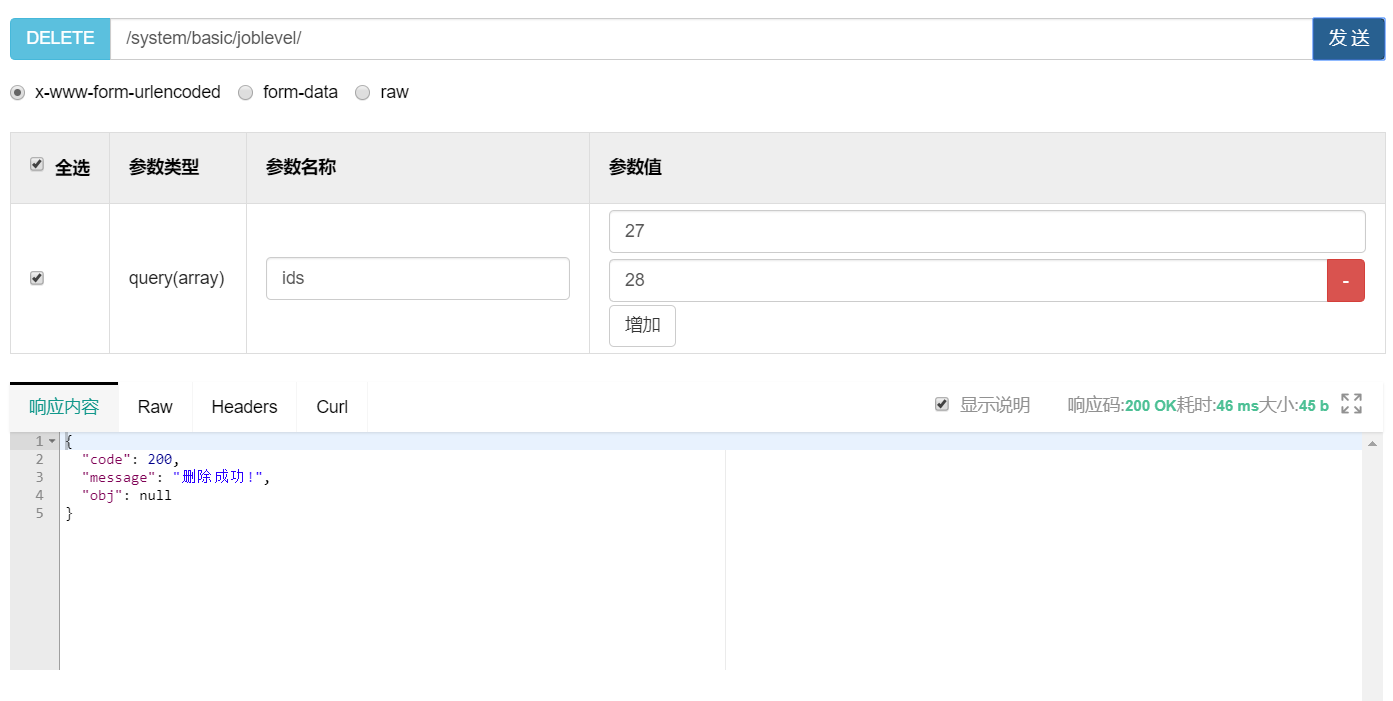 DELETE /system/basic/joblevel/ 发 送
x-www-form-urlencoded form-data raw
全选 参数类型 参数名称 参数值
27
query(array) ids
28 -
增加
响应内容 Raw Headers Curl 显示说明 响应码:200 OK耗时:46 ms大小:45 b
1 {
2 "code": 200,
3 "message": "删除成功!",
4 "obj": null
5 }